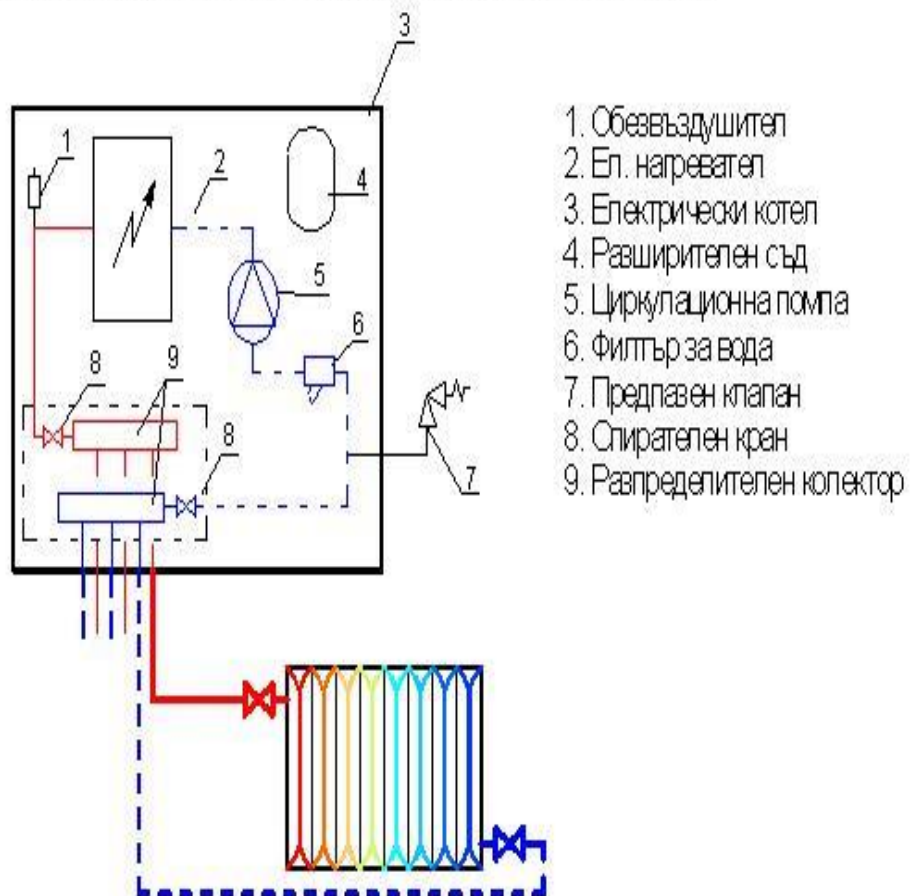 3
1
2
4
5
6
8
9
8
7
1. Обезвъздушител
2. Ел. нагревател
3. Електрически котел
4. Разширителен съд
5. Циркулационна помпа
6. Филтър за вода
7. Предпазен клапан
8. Спирателен кран
9. Разпределителен колектор